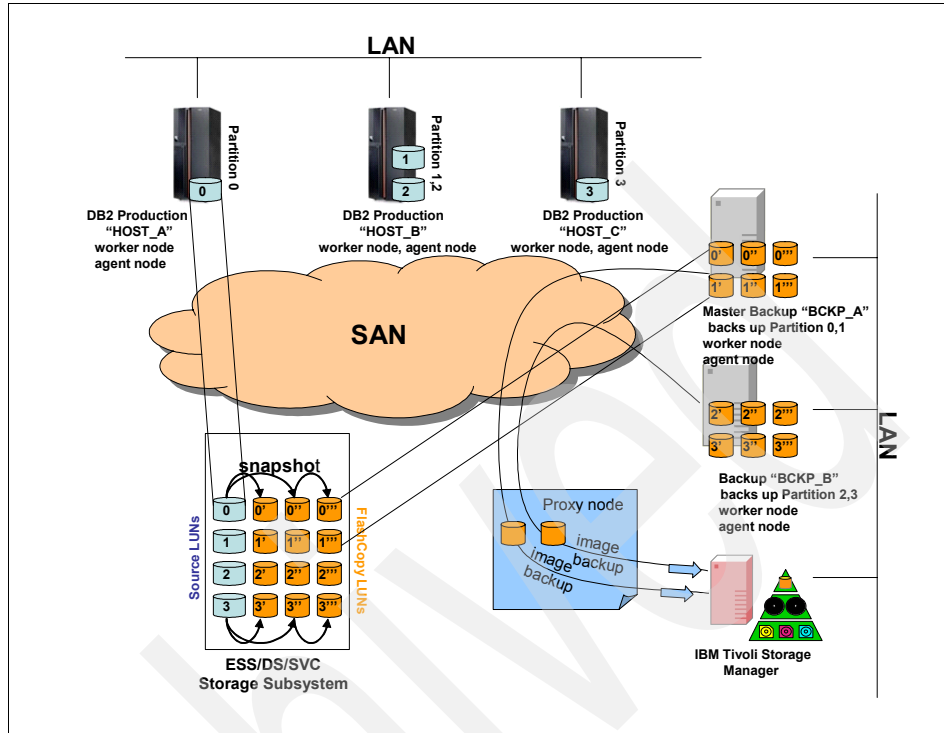 LAN
Partition 0
Partition 1,2
Partition 3
0
1
2
3
DB2 Production
“HOST_A”
worker node
agent node
DB2 Production
“HOST_B”
worker node, agent node
DB2 Production
“HOST_C”
worker node, agent node
0' 0'' 0'''
1' 1'' 1'''
Master Backup “BCKP_A”
backs up Partition 0,1
worker node
agent node
SAN
2' 2'' 2'''
3' 3'' 3'''
LAN
Backup “BCKP_B”
backs up Partition 2,3
worker node
agent node
snapshot
Source LUNs
FlashCopy LUNs
0 0' 0'' 0'''
1 1' 1'' 1'''
2 2' 2'' 2'''
3 3' 3'' 3'''
ESS/DS/SVC
Storage Subsystem
Proxy node
image
backup
image
backup
IBM Tivoli Storage
Manager